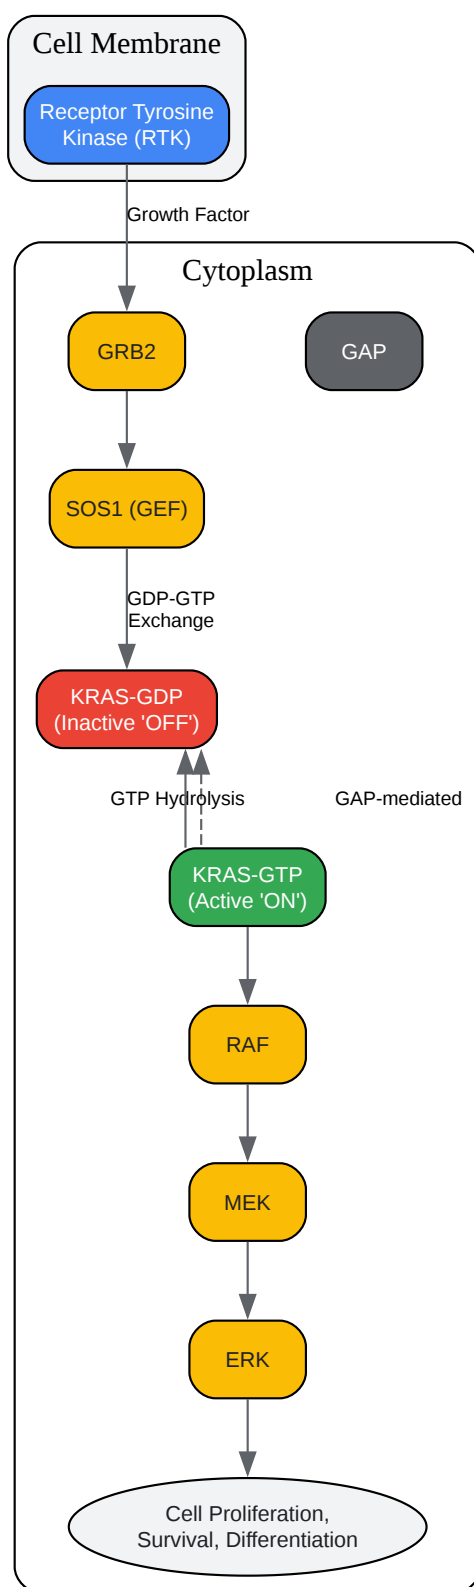 Cell Membrane
Receptor Tyrosine
Kinase (RTK)
Growth Factor
Cytoplasm
GRB2
GAP
SOS1 (GEF)
GDP-GTP
Exchange
KRAS-GDP
(Inactive 'OFF')
GTP Hydrolysis
GAP-mediated
KRAS-GTP
(Active 'ON')
RAF
MEK
ERK
Cell Proliferation,
Survival, Differentiation